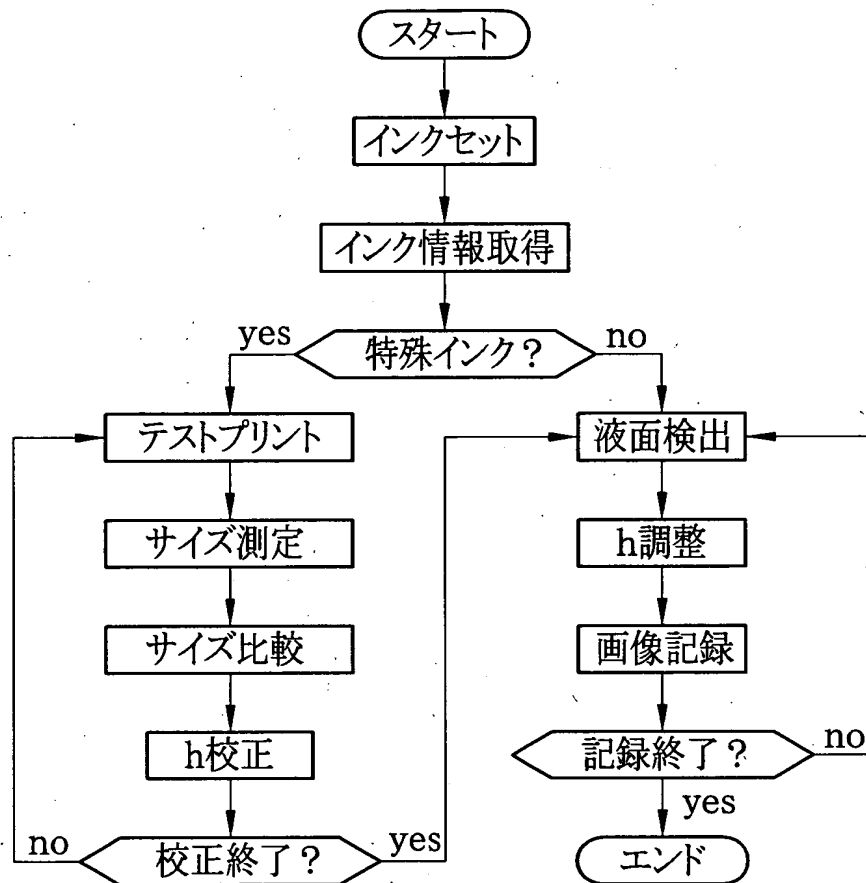 スタート
インクセット
インク情報取得
yes
特殊インク?
no
テストプリント
サイズ測定
サイズ比較
h校正
no
校正終了?
yes
液面検出
h調整
画像記録
記録終了?
no
yes
エンド